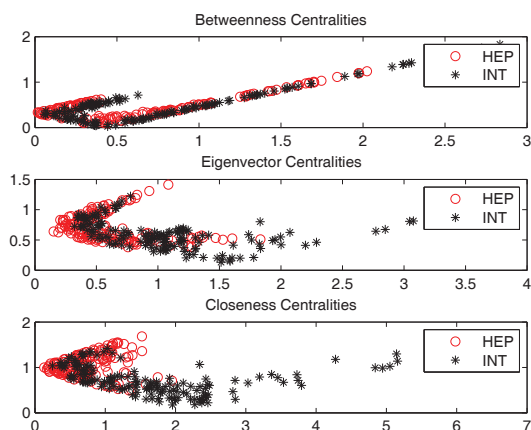 Betweenness Centralities
2
1
0
HEP
INT
0 0.5 1 1.5 2 2.5 3
Eigenvector Centralities
1.5
1
0.5
0
HEP
INT
0 0.5 1 1.5 2 2.5 3 3.5 4
Closeness Centralities
2
1
0
HEP
INT
0 1 2 3 4 5 6 7